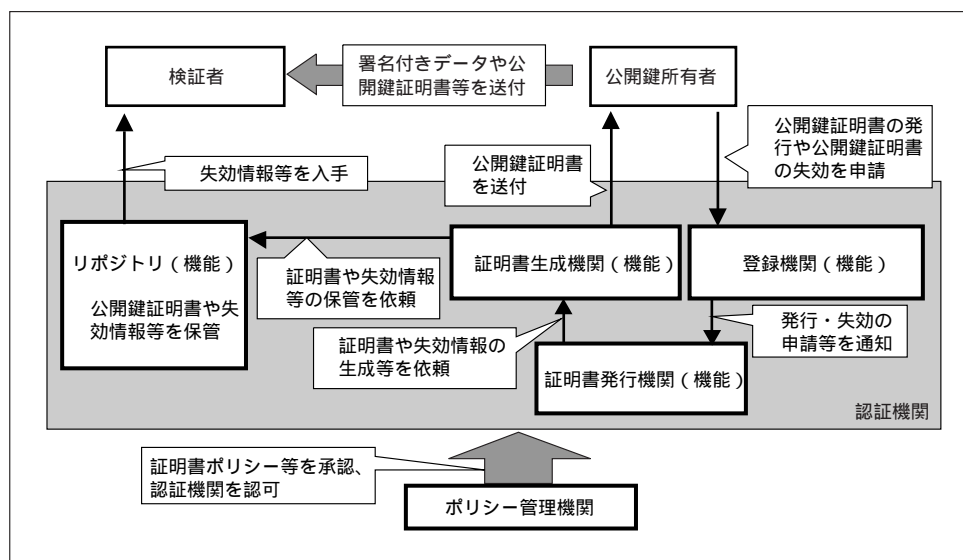 検証者
署名付きデータや公
開鍵証明書等を送付
公開鍵所有者
公開鍵証明書の発
行や公開鍵証明書
の失効を申請
失効情報等を入手
公開鍵証明書
を送付
リポジトリ(機能)
公開鍵証明書や失
効情報等を保管
証明書や失効情報
等の保管を依頼
証明書生成機関(機能)
登録機関(機能)
証明書や失効情報の
生成等を依頼
発行・失効の
申請等を通知
証明書発行機関(機能)
認証機関
証明書ポリシー等を承認、
認証機関を認可
ポリシー管理機関